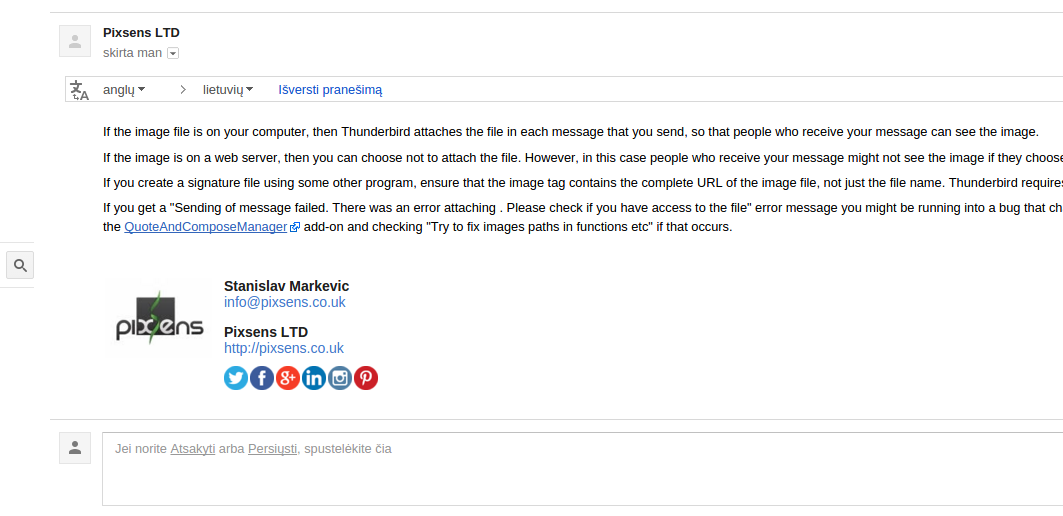 Pixsens LTD
skirta man
anglų lietuvių Išversti pranešimą
If the image file is on your computer, then Thunderbird attaches the file in each message that you send, so that people who receive your message can see the image.
If the image is on a web server, then you can choose not to attach the file. However, in this case people who receive your message might not see the image if they choose
If you create a signature file using some other program, ensure that the image tag contains the complete URL of the image file, not just the file name. Thunderbird requires
If you get a "Sending of message failed. There was an error attaching . Please check if you have access to the file" error message you might be running into a bug that
the QuoteAndComposeManager add-on and checking "Try to fix images paths in functions etc" if that occurs.
pixsens
Stanislav Markevic
info@pixsens.co.uk
Pixsens LTD
http://pixsens.co.uk
Jei norite Atsakyti arba Persiųsti, spustelėkite čia